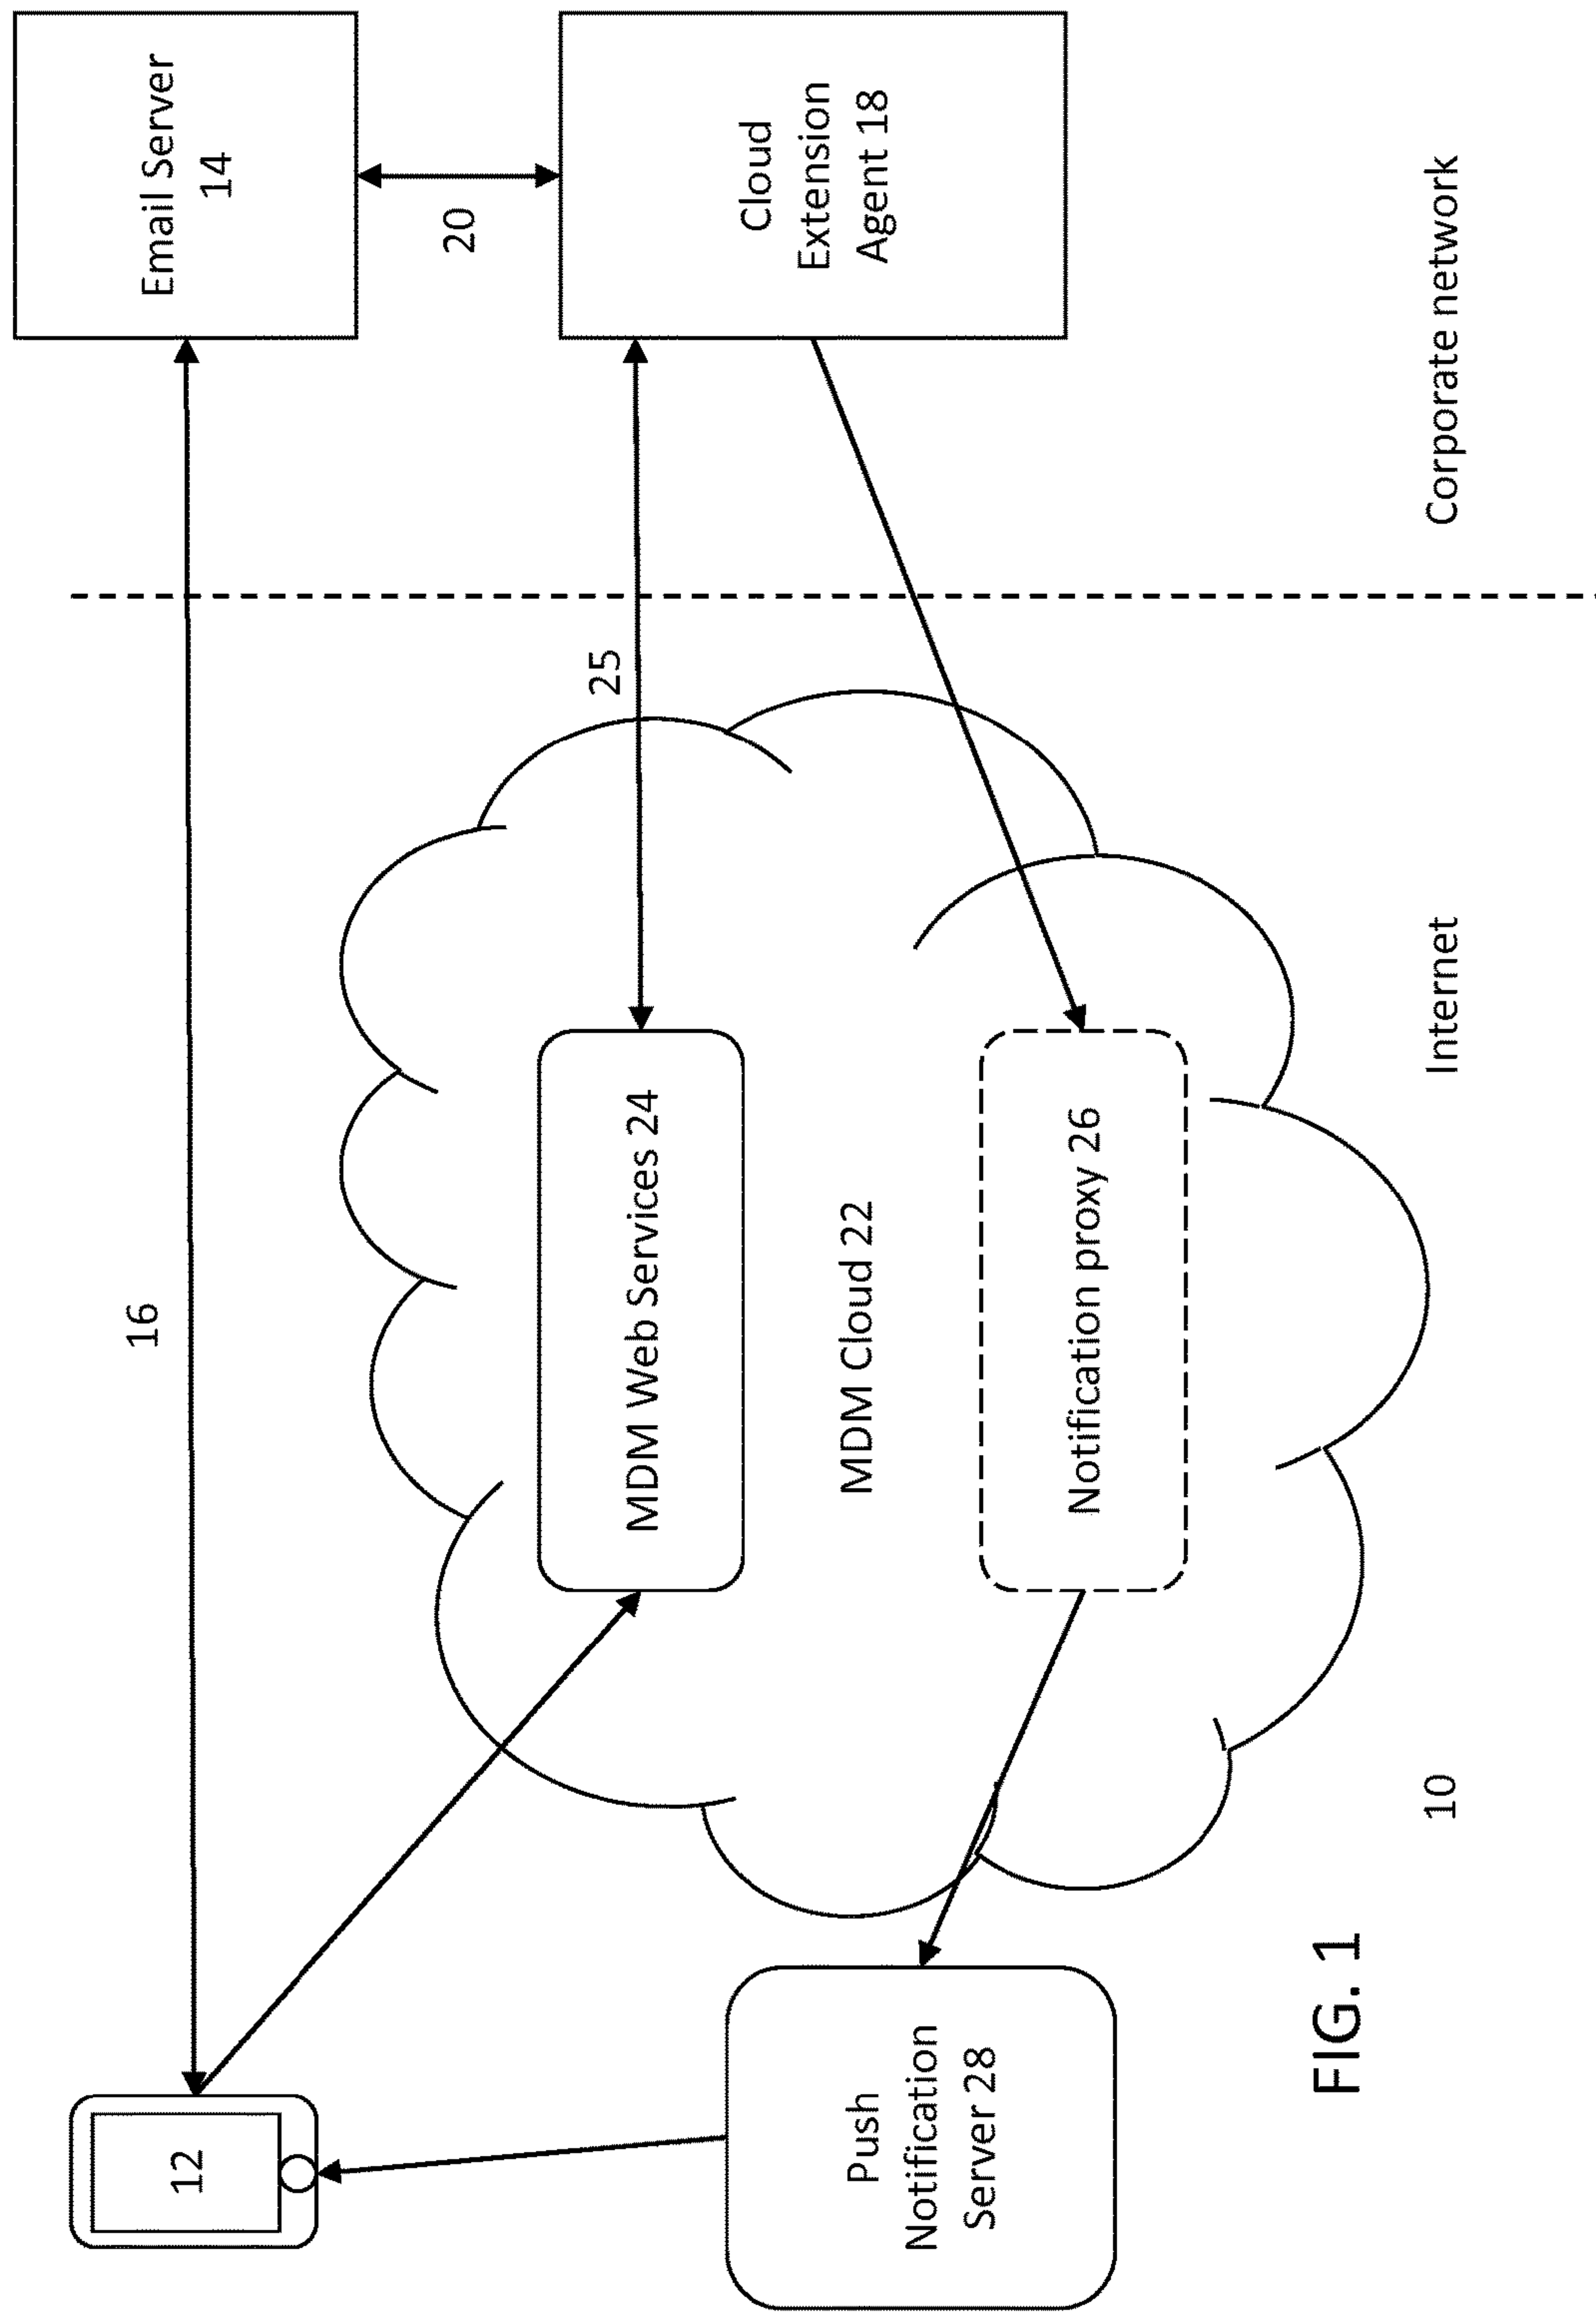 12
16
Email Server
14
20
25
MDM Web Services 24
Cloud
Extension
Agent 18
MDM Cloud 22
Push
Notification
Server 28
Notification proxy 26
FIG. 1
10
Internet
Corporate network